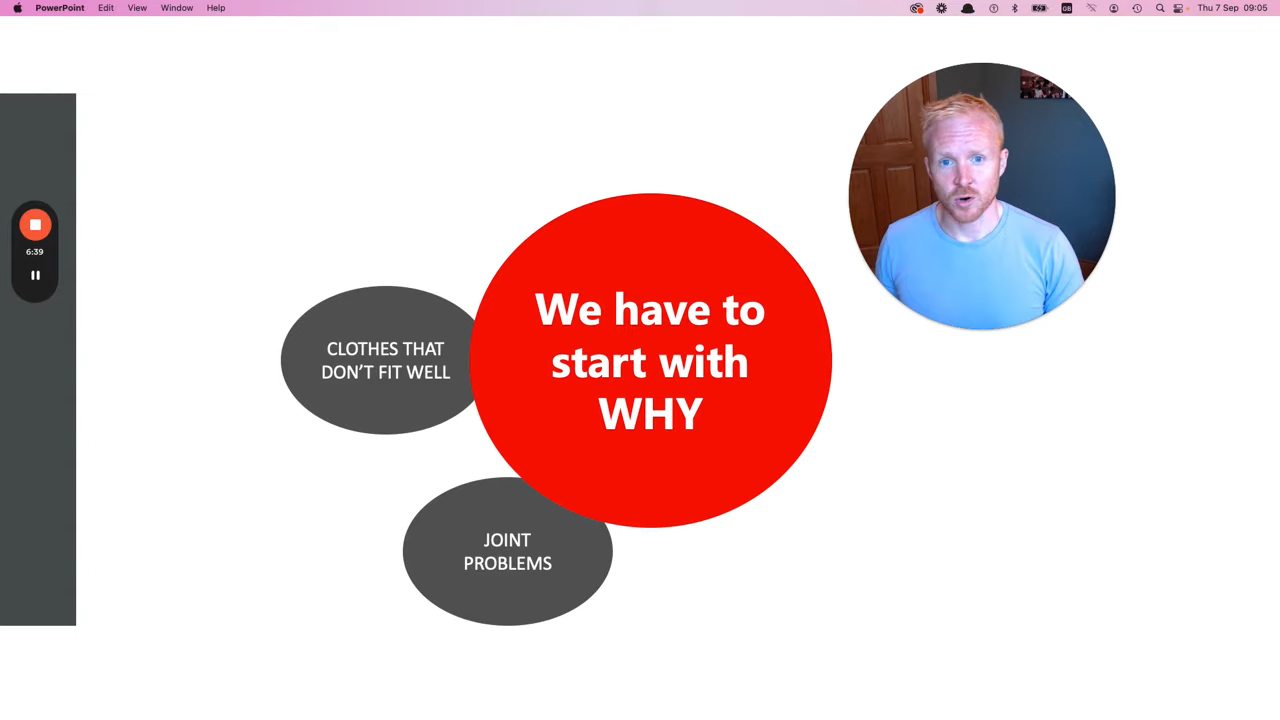 PowerPoint Edit View Window Help
GB
Thu 7 Sep 09:05
We have to
start with
WHY
CLOTHES THAT
DON'T FIT WELL
JOINT
PROBLEMS
6:39